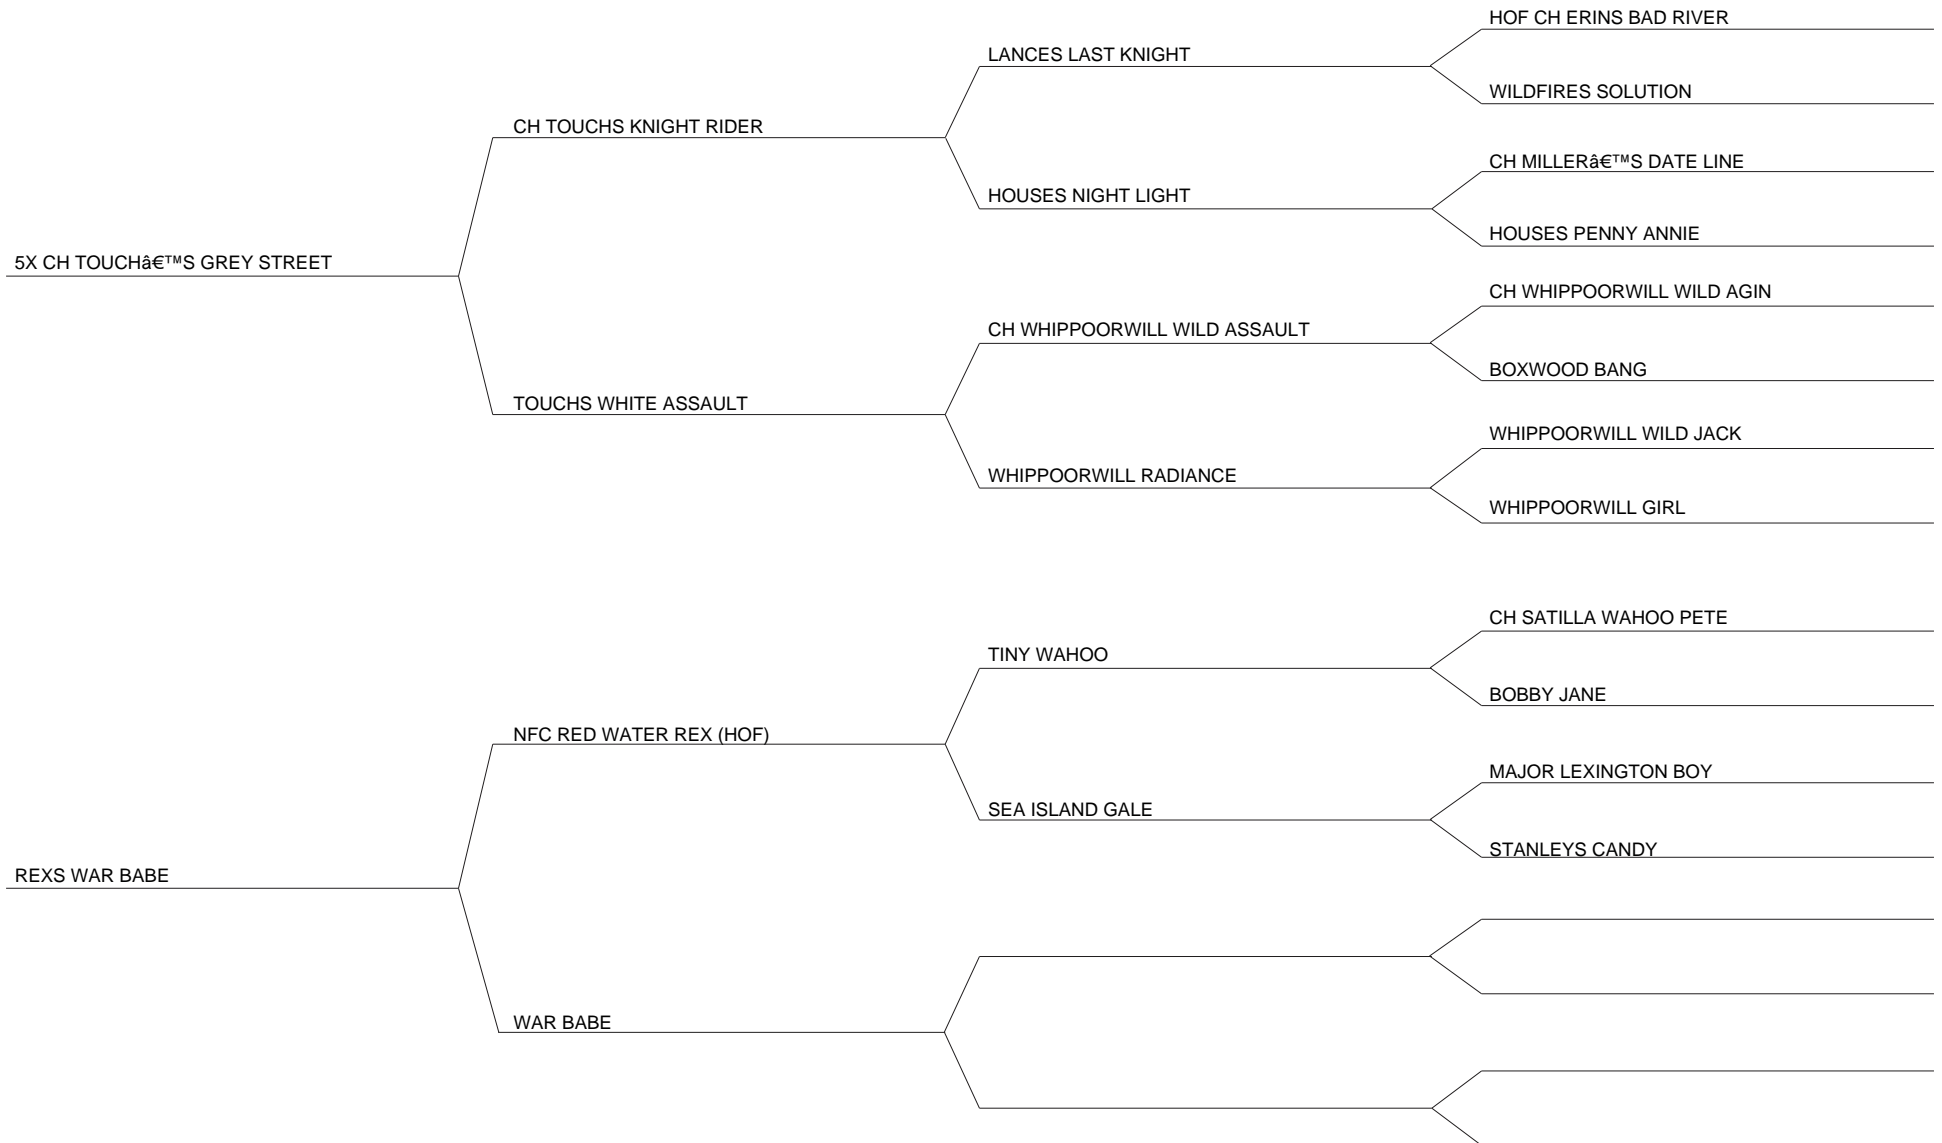 HOF CH ERINS BAD RIVER
LANCES LAST KNIGHT
WILDFIRES SOLUTION
CH TOUCHS KNIGHT RIDER
CH MILLERâ€™S DATE LINE
HOUSES NIGHT LIGHT
HOUSES PENNY ANNIE
5X CH TOUCHâ€™S GREY STREET
CH WHIPPOORWILL WILD AGIN
CH WHIPPOORWILL WILD ASSAULT
BOXWOOD BANG
TOUCHS WHITE ASSAULT
WHIPPOORWILL WILD JACK
WHIPPOORWILL RADIANCE
WHIPPOORWILL GIRL
CH SATILLA WAHOO PETE
TINY WAHOO
BOBBY JANE
NFC RED WATER REX (HOF)
MAJOR LEXINGTON BOY
SEA ISLAND GALE
STANLEYS CANDY
REXS WAR BABE
WAR BABE